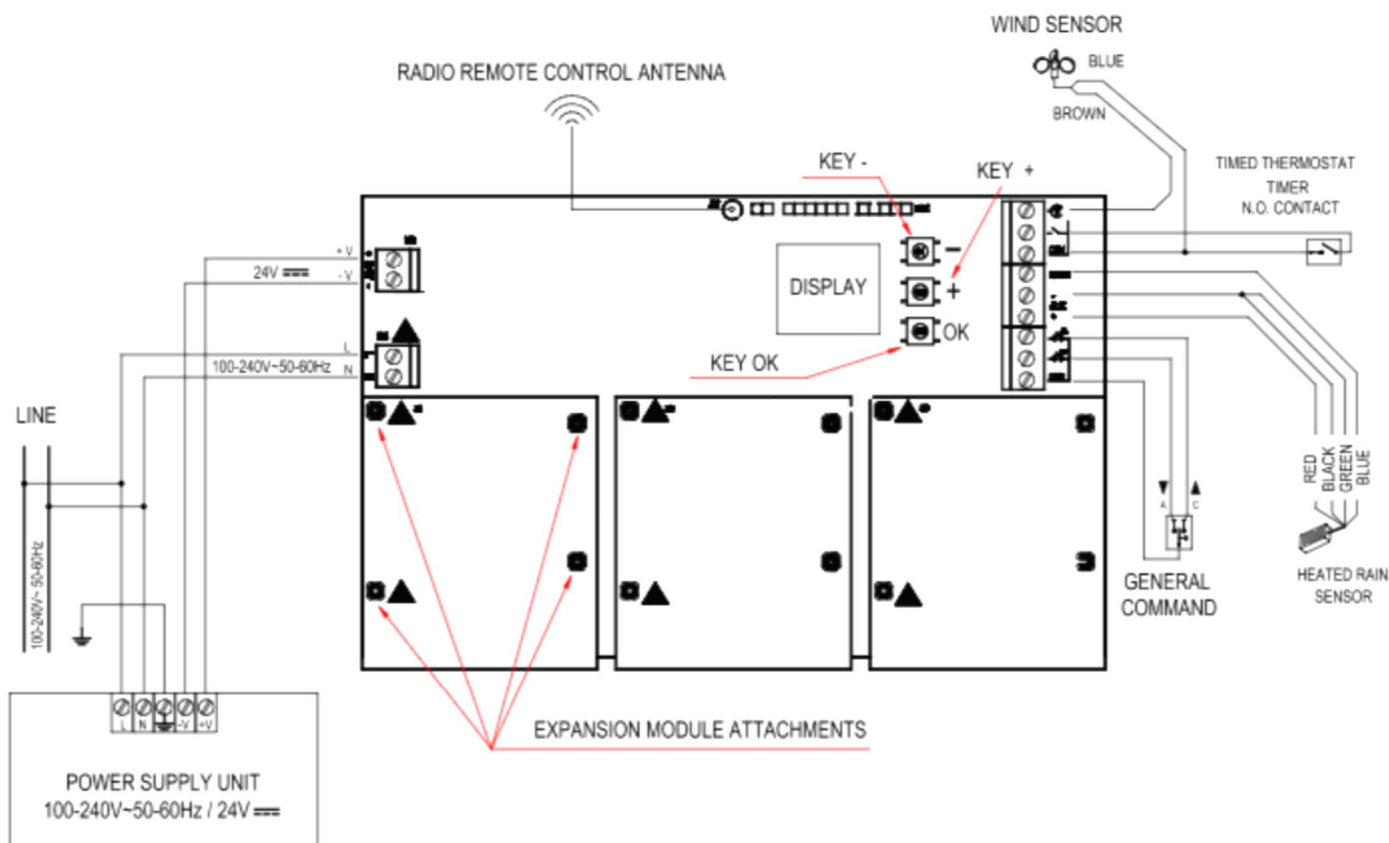 WIND SENSOR
BLUE
BROWN
RADIO REMOTE CONTROL ANTENNA
KEY -
KEY +
TIMED THERMOSTAT
TIMER
N.O. CONTACT
+ V
24V
- V
DISPLAY
−
+
OK
KEY OK
L
100-240V~50-60Hz N
LINE
100-240V~ 50-60Hz
RED
BLACK
GREEN
BLUE
A
C
GENERAL
COMMAND
HEATED RAIN
SENSOR
L N -V +V
EXPANSION MODULE ATTACHMENTS
POWER SUPPLY UNIT
100-240V~50-60Hz / 24V